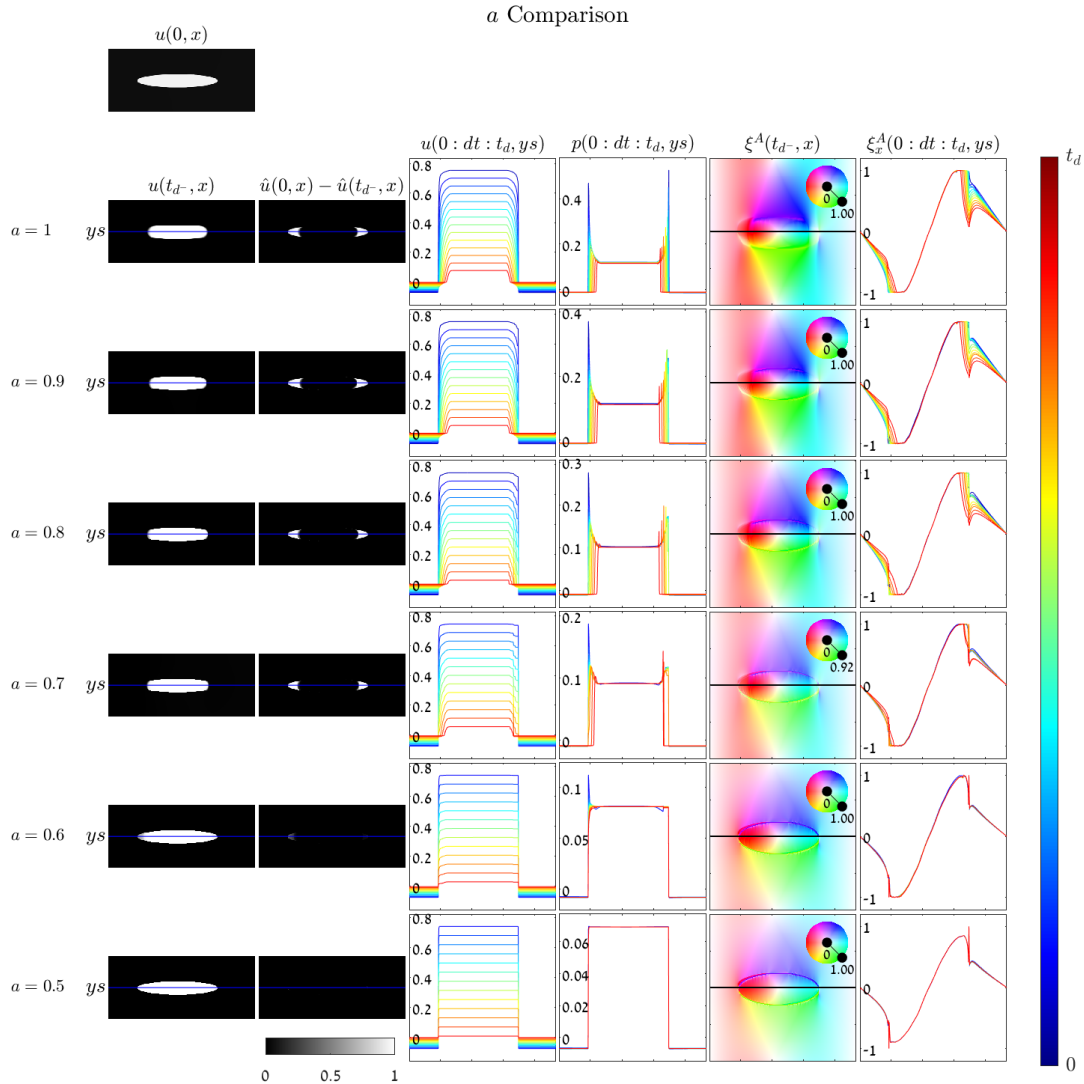 a Comparison
u(0, x)
u(0 : dt : t_d, ys) p(0 : dt : t_d, ys) ξ^A(t_{d^-}, x) ξ^A_x(0 : dt : t_d, ys)
u(t_{d^-}, x) û(0, x) − û(t_{d^-}, x)
t_d
a = 1 ys
0.8 0.6 0.4 0.2 0
0.4 0.2 0
0 1.00
1 0 -1
a = 0.9 ys
0.8 0.6 0.4 0.2 0
0.4 0.2 0
0 1.00
1 0 -1
a = 0.8 ys
0.8 0.6 0.4 0.2 0
0.3 0.2 0.1 0
0 1.00
1 0 -1
a = 0.7 ys
0.8 0.6 0.4 0.2 0
0.2 0.1 0
0 0.92
1 0 -1
a = 0.6 ys
0.8 0.6 0.4 0.2 0
0.1 0.05 0
0 1.00
1 0 -1
a = 0.5 ys
0.8 0.6 0.4 0.2 0
0.06 0.04 0.02 0
0 1.00
1 0 -1
0 0.5 1
0